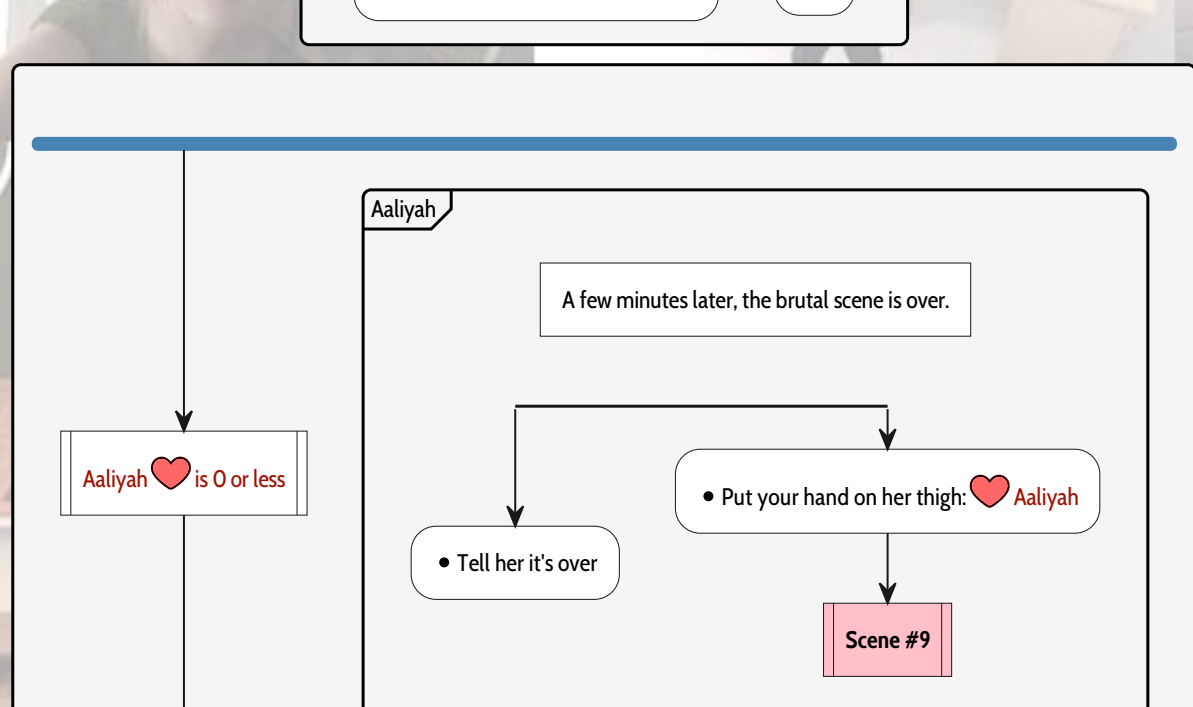 Aaliyah
A few minutes later, the brutal scene is over.
Aaliyah is 0 or less
• Put your hand on her thigh: Aaliyah
• Tell her it's over
Scene #9